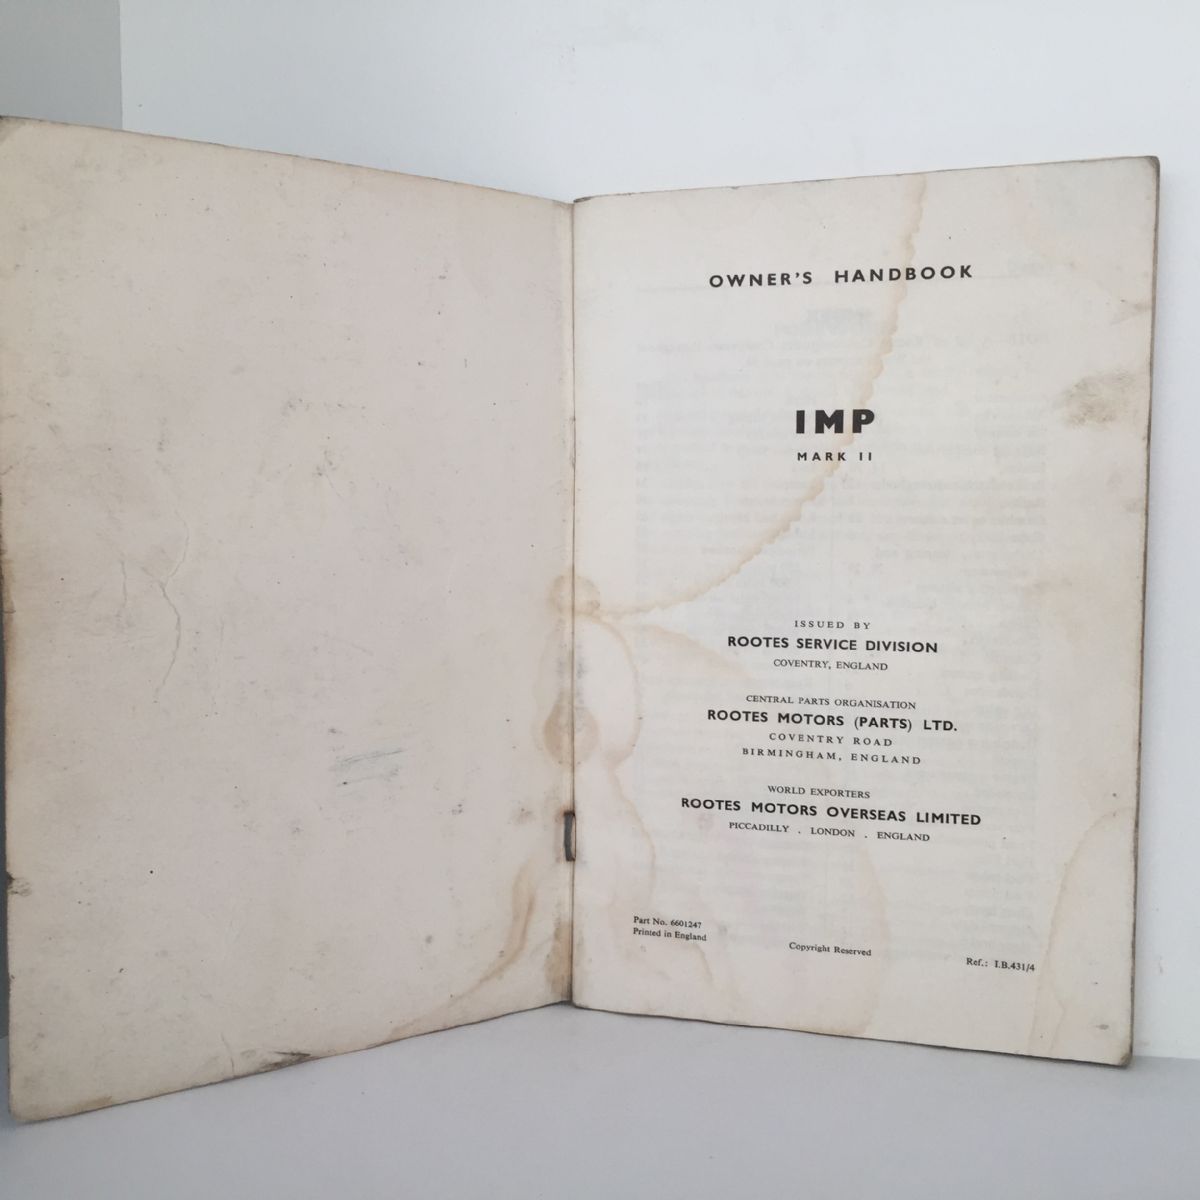 OWNER'S HANDBOOK
IMP
MARK II
ISSUED BY
ROOTES SERVICE DIVISION
COVENTRY, ENGLAND
CENTRAL PARTS ORGANISATION
ROOTES MOTORS (PARTS) LTD.
COVENTRY ROAD
BIRMINGHAM, ENGLAND
WORLD EXPORTERS
ROOTES MOTORS OVERSEAS LIMITED
PICCADILLY . LONDON . ENGLAND
Part No. 6601247
Printed in England
Copyright Reserved
Ref.: I.B.431/4